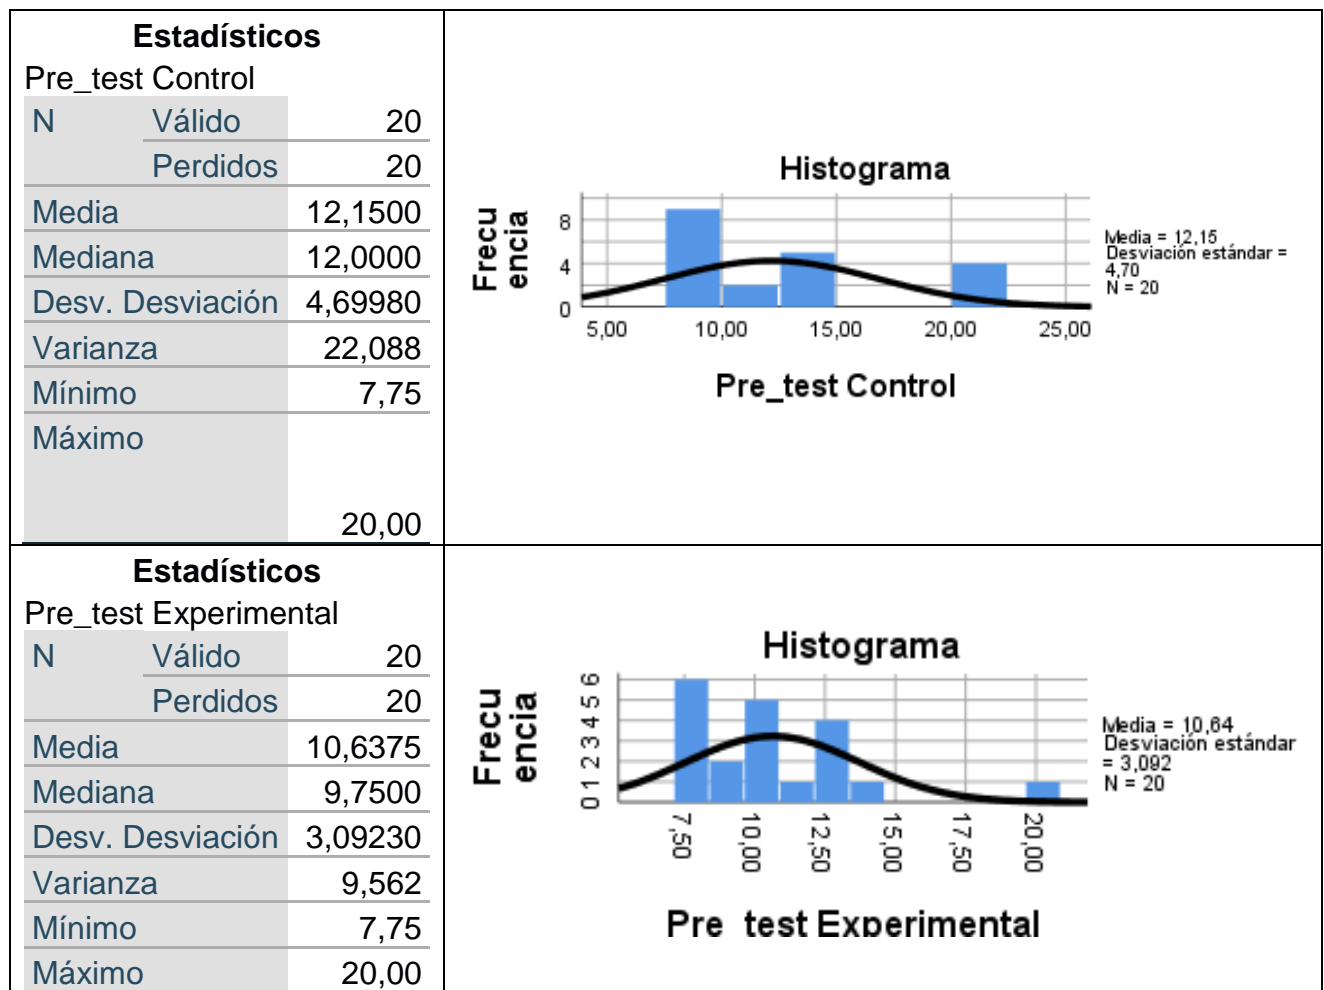 Estadísticos
Pre_test Control
N Válido 20
Perdidos 20
Media 12,1500
Mediana 12,0000
Desv. Desviación 4,69980
Varianza 22,088
Mínimo 7,75
Máximo
20,00
Histograma
Frecu
encia
8
4
0
5,00 10,00 15,00 20,00 25,00
Pre_test Control
Media = 12,15
Desviación estándar =
4,70
N = 20
Estadísticos
Pre_test Experimental
N Válido 20
Perdidos 20
Media 10,6375
Mediana 9,7500
Desv. Desviación 3,09230
Varianza 9,562
Mínimo 7,75
Máximo 20,00
Histograma
Frecu
encia
0 1 2 3 4 5 6
7,50 10,00 12,50 15,00 17,50 20,00
Pre_test Experimental
Media = 10,64
Desviación estándar
= 3,092
N = 20